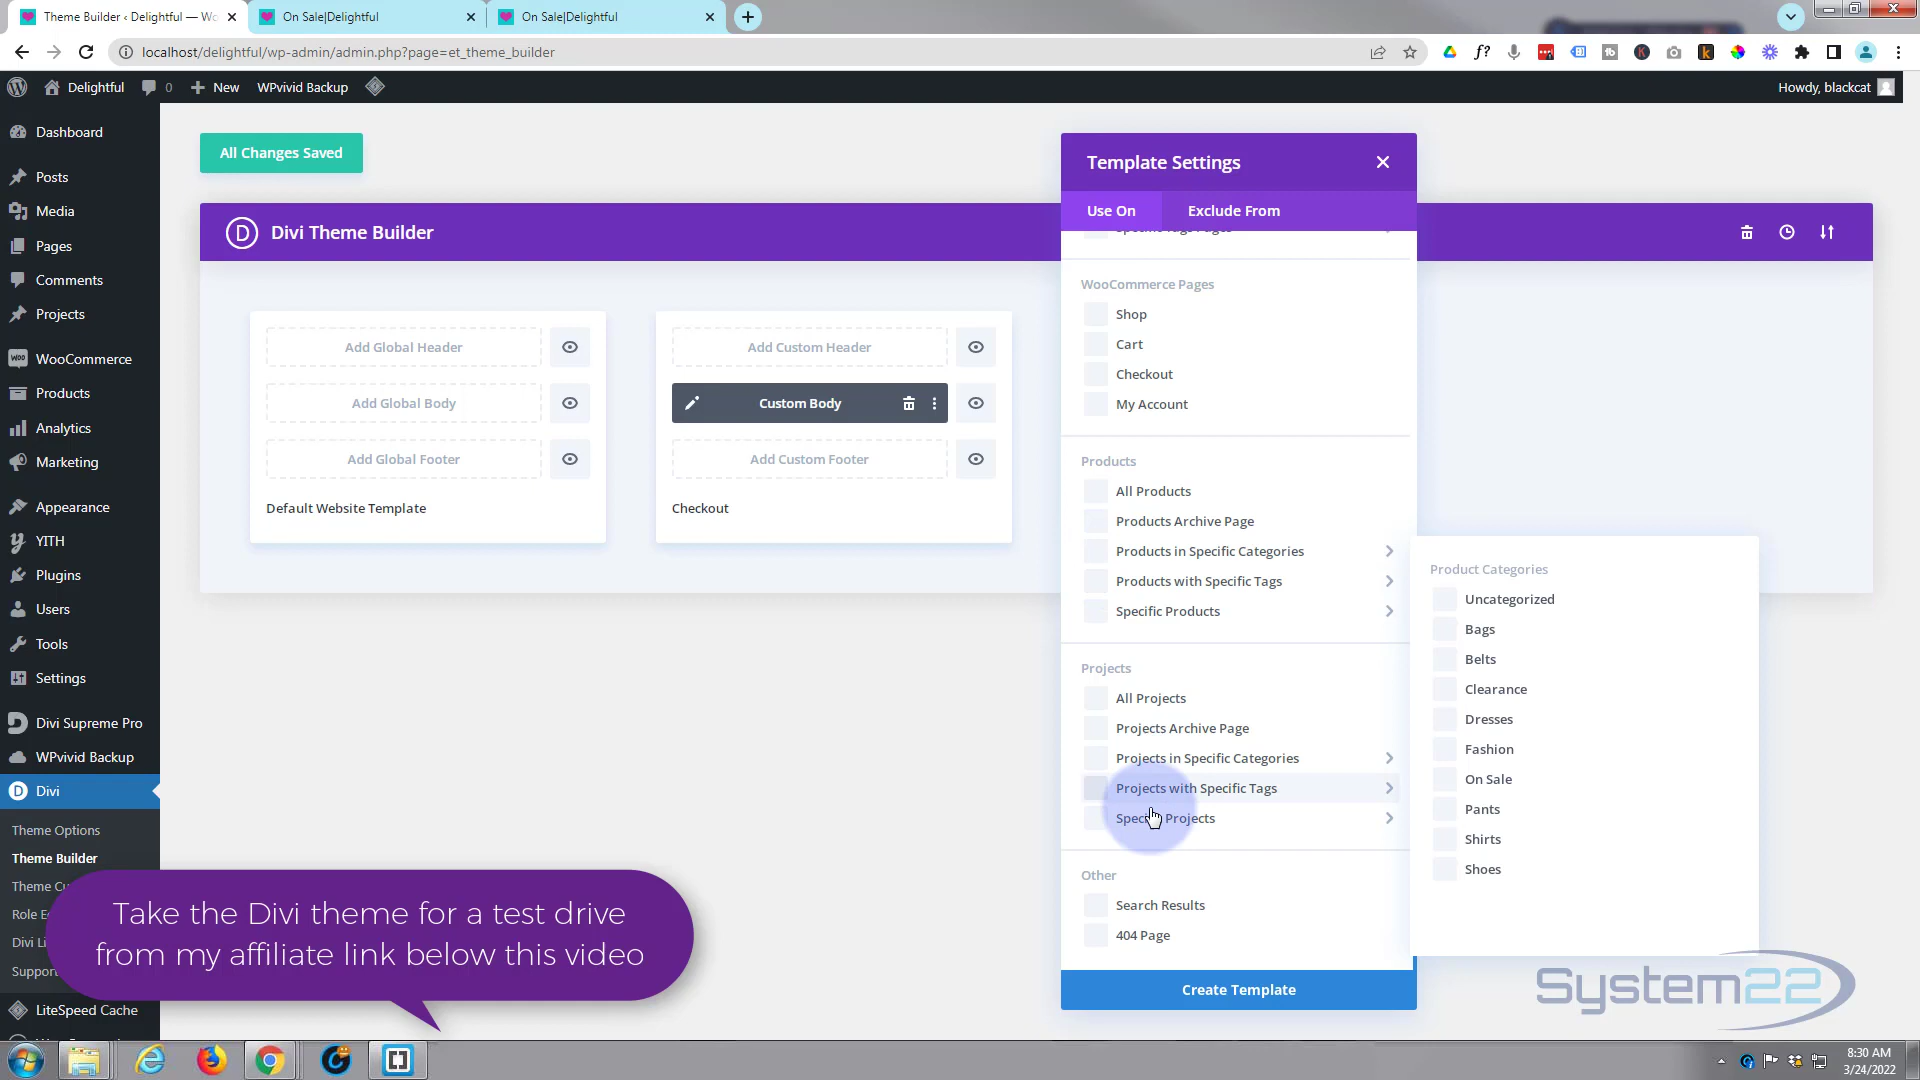 Theme Builder ‹ Delightful — Wo
On Sale|Delightful
On Sale|Delightful
localhost/delightful/wp-admin/admin.php?page=et_theme_builder
Delightful
0
New
WPvivid Backup
Howdy, blackcat
Dashboard
Posts
Media
Pages
Comments
Projects
WooCommerce
Products
Analytics
Marketing
Appearance
YITH
Plugins
Users
Tools
Settings
Divi Supreme Pro
WPvivid Backup
Divi
Theme Options
Theme Builder
Theme Cu
Role E
Divi Li
Support
LiteSpeed Cache
All Changes Saved
Divi Theme Builder
Add Global Header
Add Global Body
Add Global Footer
Default Website Template
Add Custom Header
Custom Body
Add Custom Footer
Checkout
Template Settings
Use On
Exclude From
WooCommerce Pages
Shop
Cart
Checkout
My Account
Products
All Products
Products Archive Page
Products in Specific Categories
Products with Specific Tags
Specific Products
Projects
All Projects
Projects Archive Page
Projects in Specific Categories
Projects with Specific Tags
Projects
Other
Search Results
404 Page
Create Template
Product Categories
Uncategorized
Bags
Belts
Clearance
Dresses
Fashion
On Sale
Pants
Shirts
Shoes
Take the Divi theme for a test drive
from my affiliate link below this video
System22
8:30 AM
3/24/2022